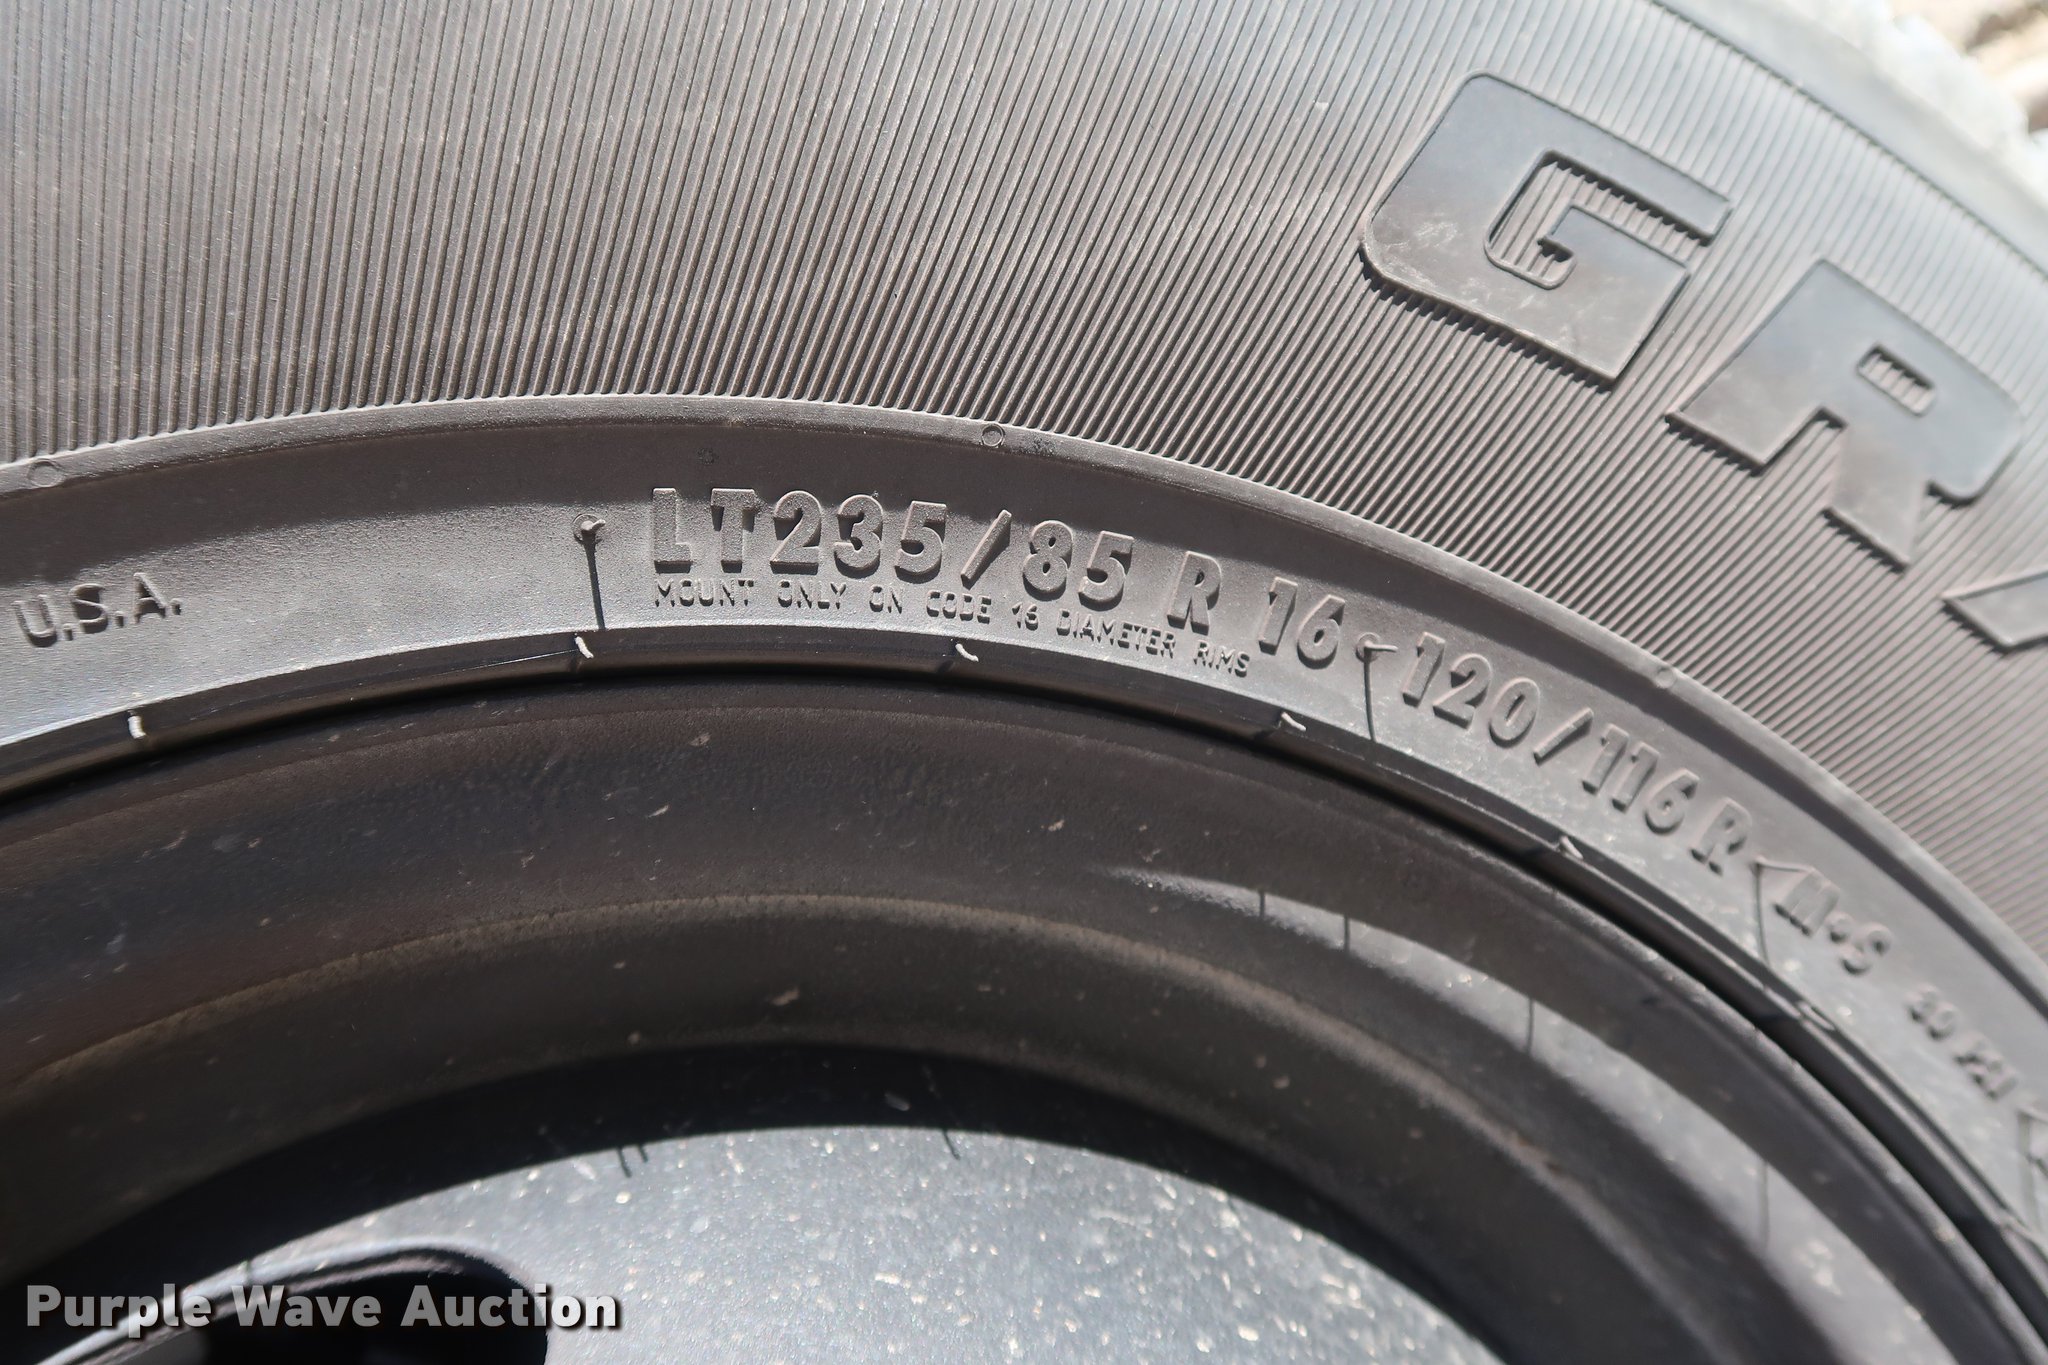 GR
U.S.A.
LT235/85 R 16 120/116 R M+S
MOUNT ONLY ON CODE 16 DIAMETER RIMS
Purple Wave Auction